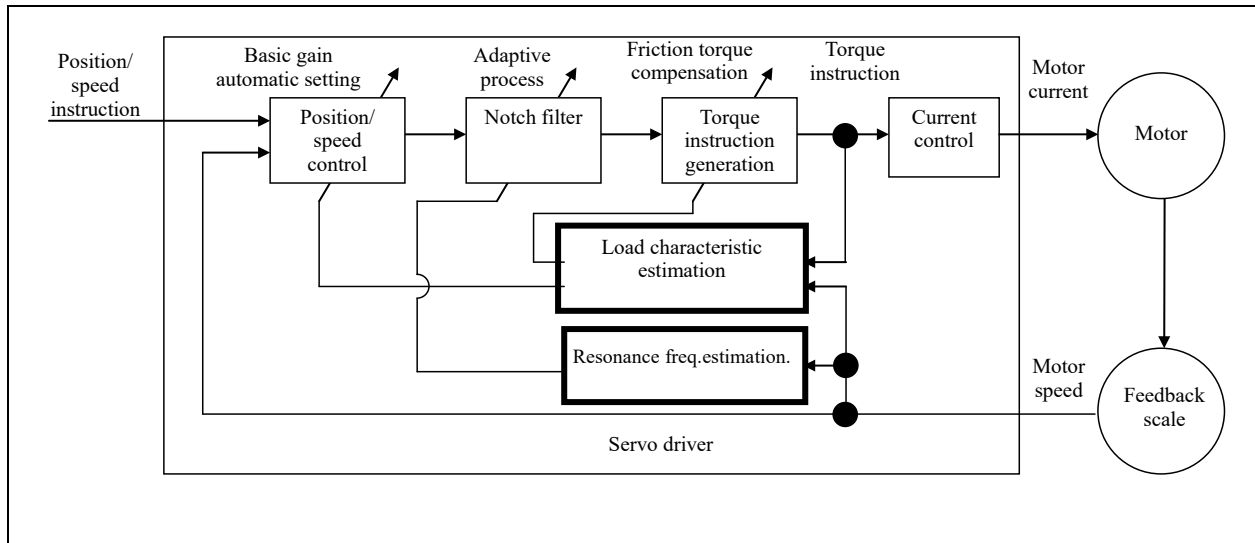 Position/
speed
instruction
Basic gain
automatic setting
Adaptive
process
Friction torque
compensation
Torque
instruction
Motor
current
Position/
speed
control
Notch filter
Torque
instruction
generation
Current
control
Motor
Load characteristic
estimation
Resonance freq.estimation.
Motor
speed
Feedback
scale
Servo driver